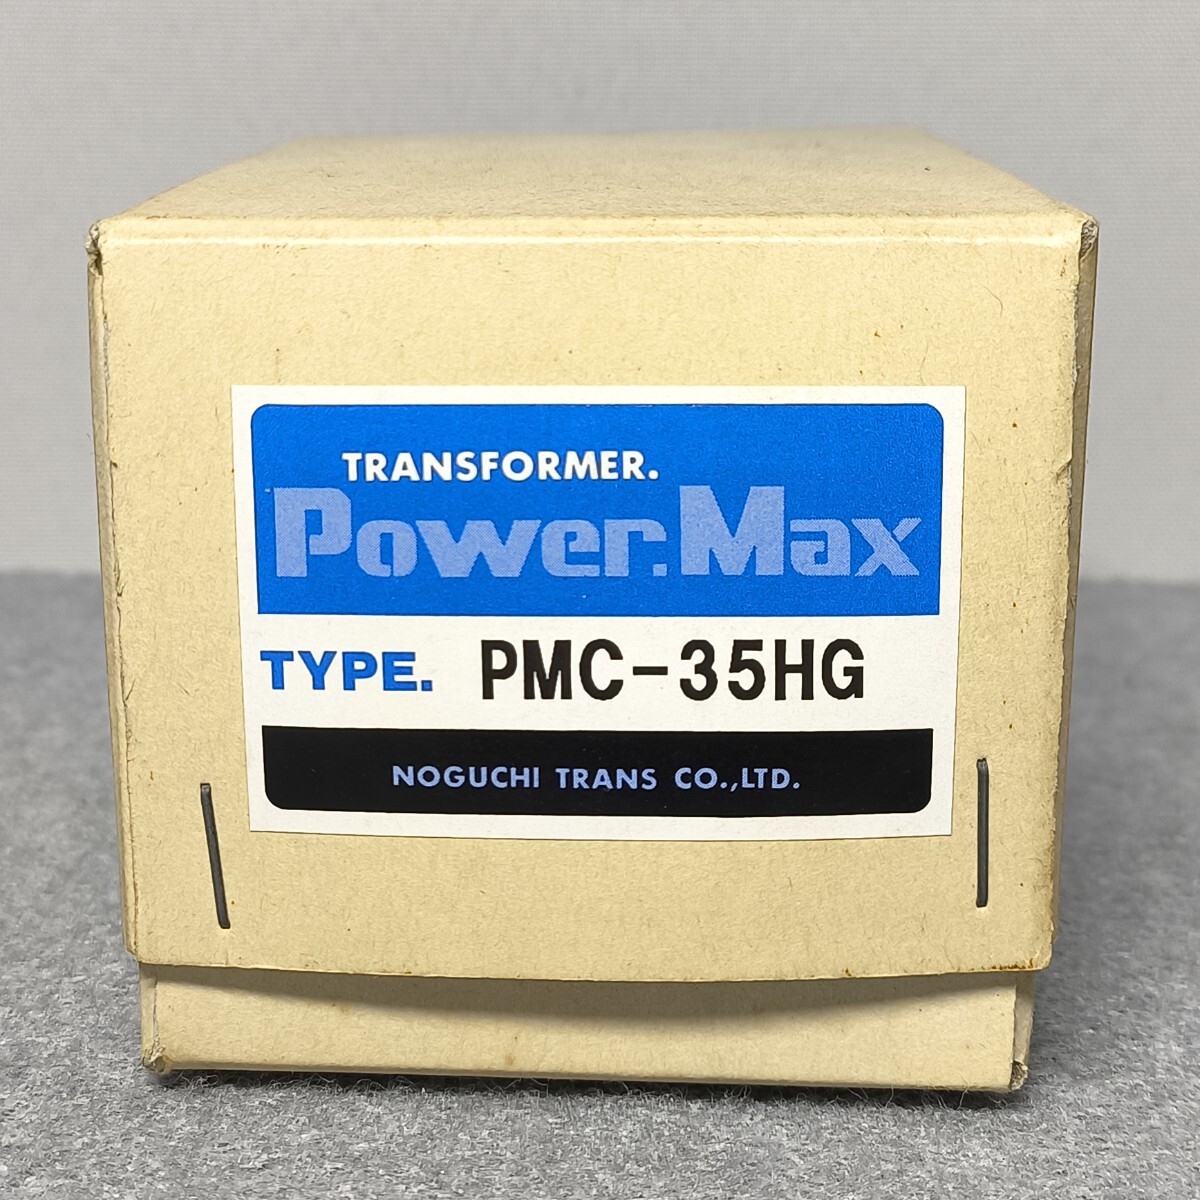 TRANSFORMER.
Power.Max
TYPE. PMC-35HG
NOGUCHI TRANS CO.,LTD.